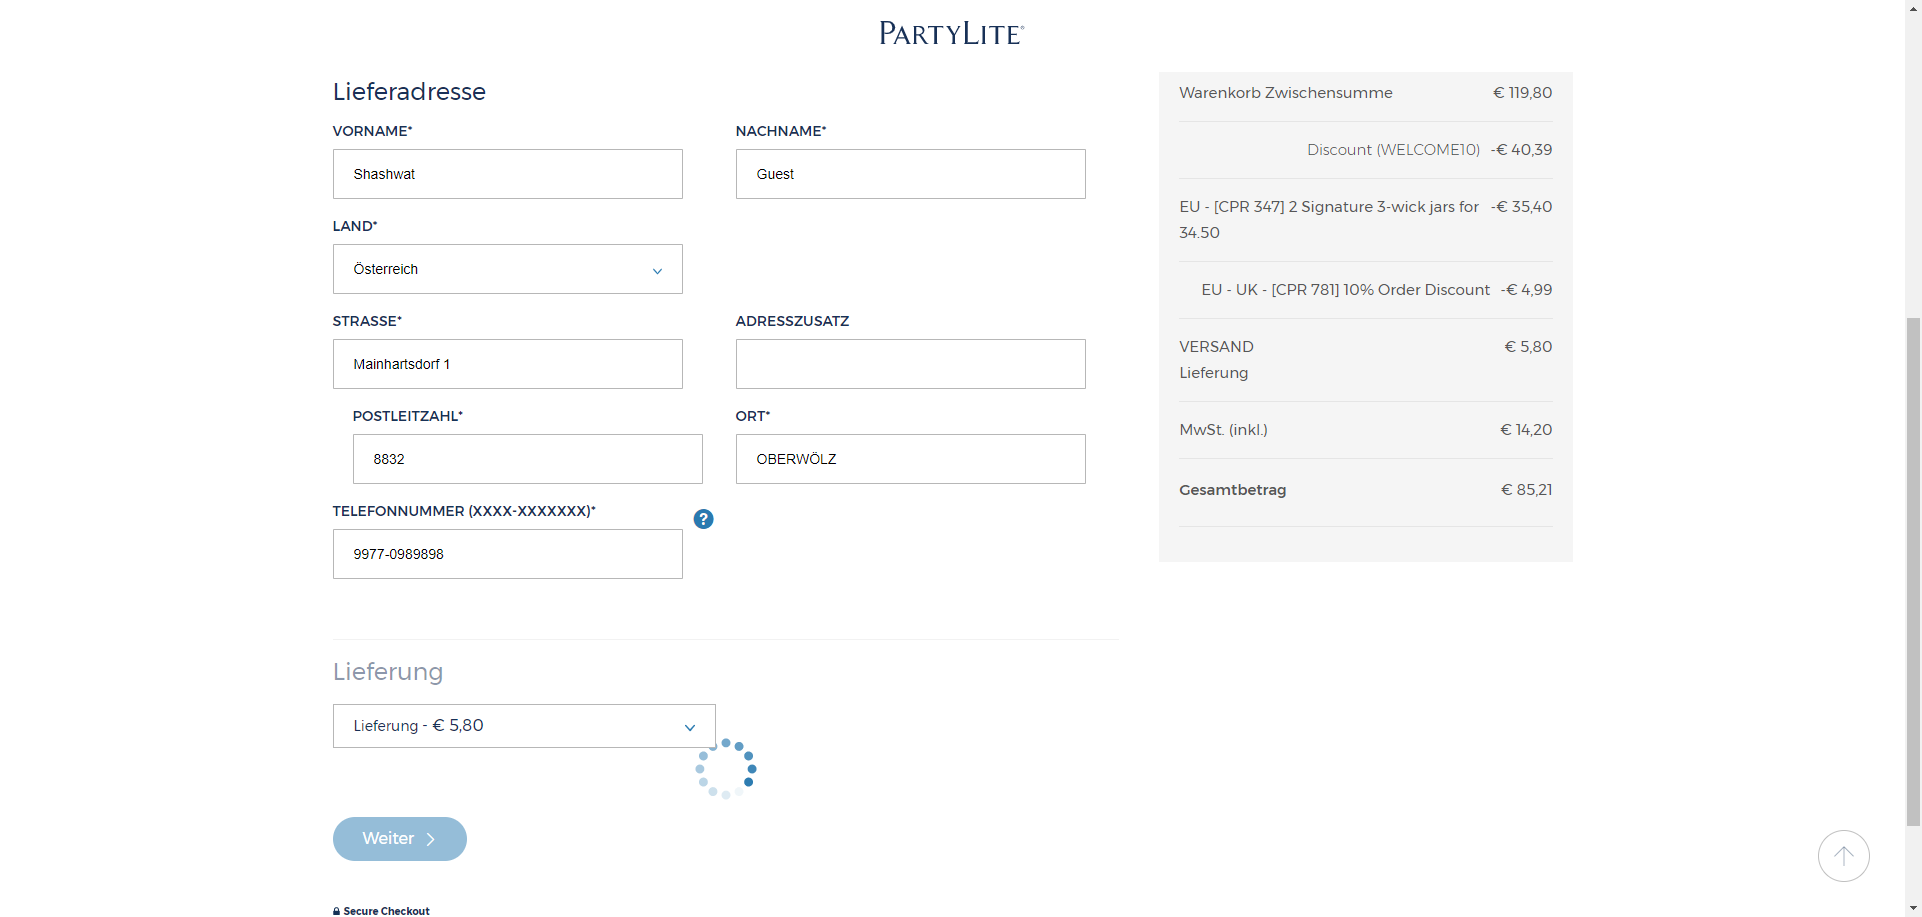 PARTYLITE®
Lieferadresse
VORNAME*
NACHNAME*
Shashwat
Guest
LAND*
Österreich
STRASSE*
ADRESSZUSATZ
Mainhartsdorf 1
POSTLEITZAHL*
ORT*
8832
OBERWÖLZ
TELEFONNUMMER (XXXX-XXXXXXX)*
?
9977-0989898
Lieferung
Lieferung - € 5,80
Weiter
Secure Checkout
Warenkorb Zwischensumme € 119,80
Discount (WELCOME10) -€ 40,39
EU - [CPR 347] 2 Signature 3-wick jars for -€ 35,40
34.50
EU - UK - [CPR 781] 10% Order Discount -€ 4,99
VERSAND € 5,80
Lieferung
MwSt. (inkl.) € 14,20
Gesamtbetrag € 85,21